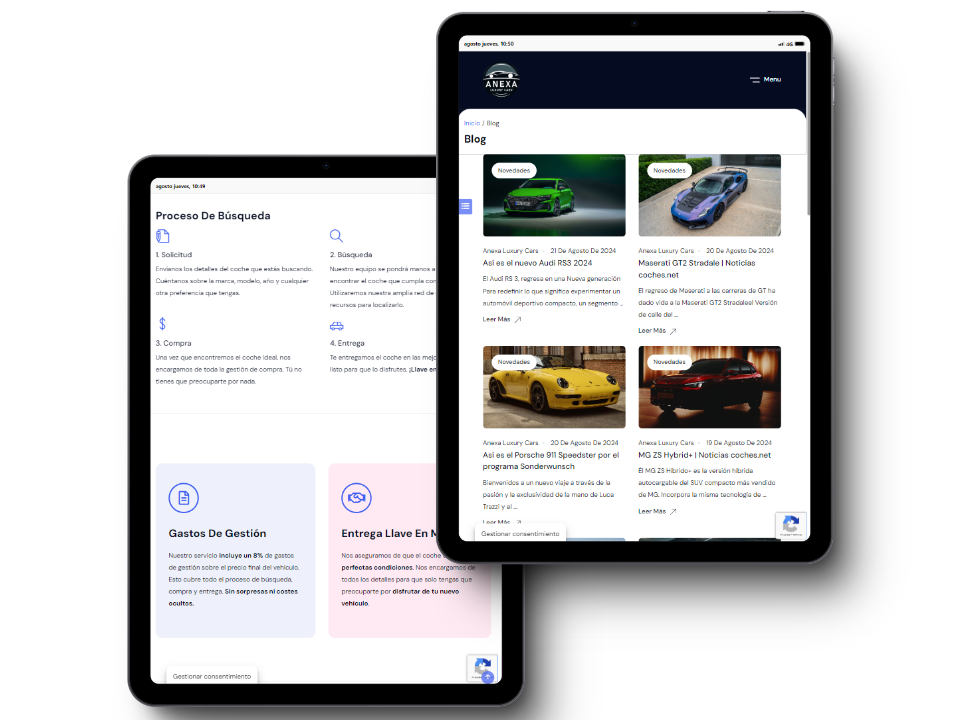 agosto jueves, 10:50
4G
ANEXA
LUXURY CARS
Menu
Inicio / Blog
Blog
Novedades
Anexa Luxury Cars - 21 De Agosto De 2024
Así es el nuevo Audi RS3 2024
El Audi RS 3, regresa en una Nueva generación
Para redefinir lo que significa experimentar un
automóvil deportivo compacto, un segmento ...
Leer Más
Novedades
Anexa Luxury Cars - 20 De Agosto De 2024
Maserati GT2 Stradale | Noticias
coches.net
El regreso de Maserati a las carreras de GT ha
dado vida a la Maserati GT2 Stradaleel Versión
de calle del ...
Leer Más
Novedades
Anexa Luxury Cars - 20 De Agosto De 2024
Así es el Porsche 911 Speedster por el
programa Sonderwunsch
Bienvenidos a un nuevo viaje a través de la
pasión y la exclusividad de la mano de Luca
Trazzi y el ...
Leer Más
Novedades
Anexa Luxury Cars - 19 De Agosto De 2024
MG ZS Hybrid+ | Noticias coches.net
El MG ZS Híbrido+ es la versión híbrida
autocargable del SUV compacto más vendido
de MG. Incorpora la misma tecnología de ...
Leer Más
Gestionar consentimiento
agosto jueves, 10:49
Proceso De Búsqueda
1. Solicitud
Envíanos los detalles del coche que estás buscando.
Cuéntanos sobre la marca, modelo, año y cualquier
otra preferencia que tengas.
2. Búsqueda
Nuestro equipo se pondrá manos a
encontrar el coche que cumpla con
Utilizaremos nuestra amplia red de
recursos para localizarlo.
3. Compra
Una vez que encontremos el coche ideal, nos
encargamos de toda la gestión de compra. Tú no
tienes que preocuparte por nada.
4. Entrega
Te entregamos el coche en las mejo
listo para que lo disfrutes. ¡Llave en
Gastos De Gestión
Nuestro servicio incluye un 8% de gastos
de gestión sobre el precio final del vehículo.
Esto cubre todo el proceso de búsqueda,
compra y entrega. Sin sorpresas ni costes
ocultos.
Entrega Llave En M
Nos aseguramos de que el coche
perfectas condiciones. Nos encargamos de
todos los detalles para que solo tengas que
preocuparte por disfrutar de tu nuevo
vehículo.
Gestionar consentimiento